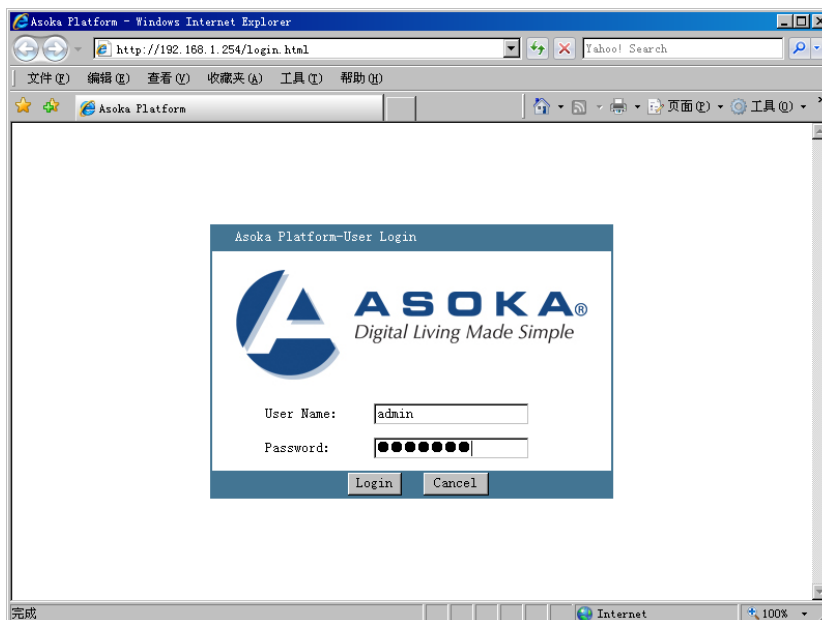 Asoka Platform - Windows Internet Explorer
http://192.168.1.254/login.html
Yahoo! Search
文件(F) 编辑(E) 查看(V) 收藏夹(A) 工具(T) 帮助(H)
Asoka Platform
页面(P) 工具(O)
Asoka Platform-User Login
ASOKA®
Digital Living Made Simple
User Name: admin
Password: ●●●●●●●
Login Cancel
完成
Internet
100%